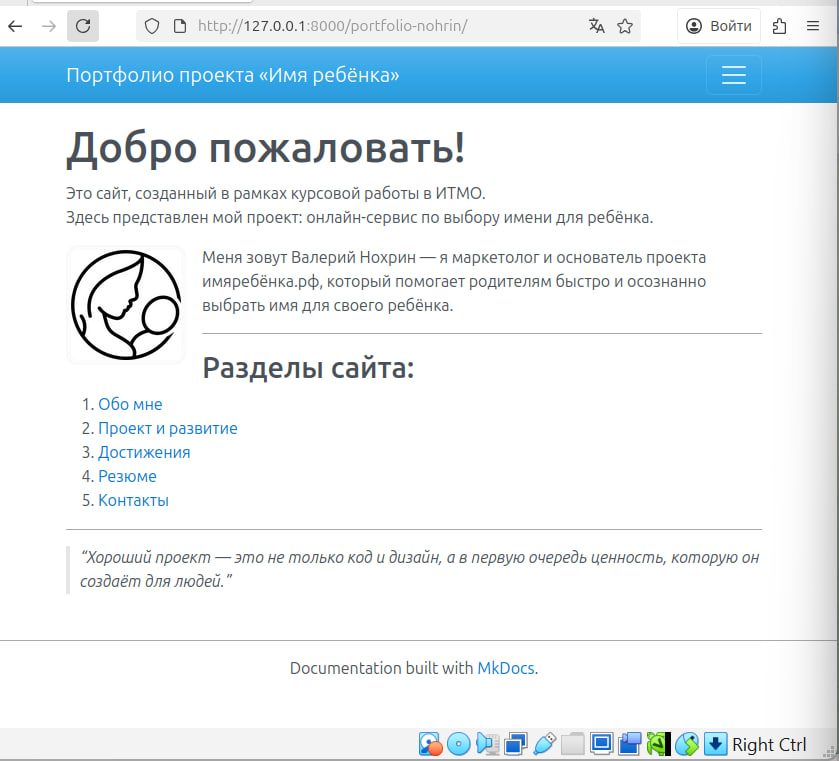 http://127.0.0.1:8000/portfolio-nohrin/
Войти
Портфолио проекта «Имя ребёнка»
Добро пожаловать!
Это сайт, созданный в рамках курсовой работы в ИТМО.
Здесь представлен мой проект: онлайн-сервис по выбору имени для ребёнка.
Меня зовут Валерий Нохрин — я маркетолог и основатель проекта
имяребёнка.рф, который помогает родителям быстро и осознанно
выбрать имя для своего ребёнка.
Разделы сайта:
1. Обо мне
2. Проект и развитие
3. Достижения
4. Резюме
5. Контакты
“Хороший проект — это не только код и дизайн, а в первую очередь ценность, которую он
создаёт для людей.”
Documentation built with MkDocs.
Right Ctrl